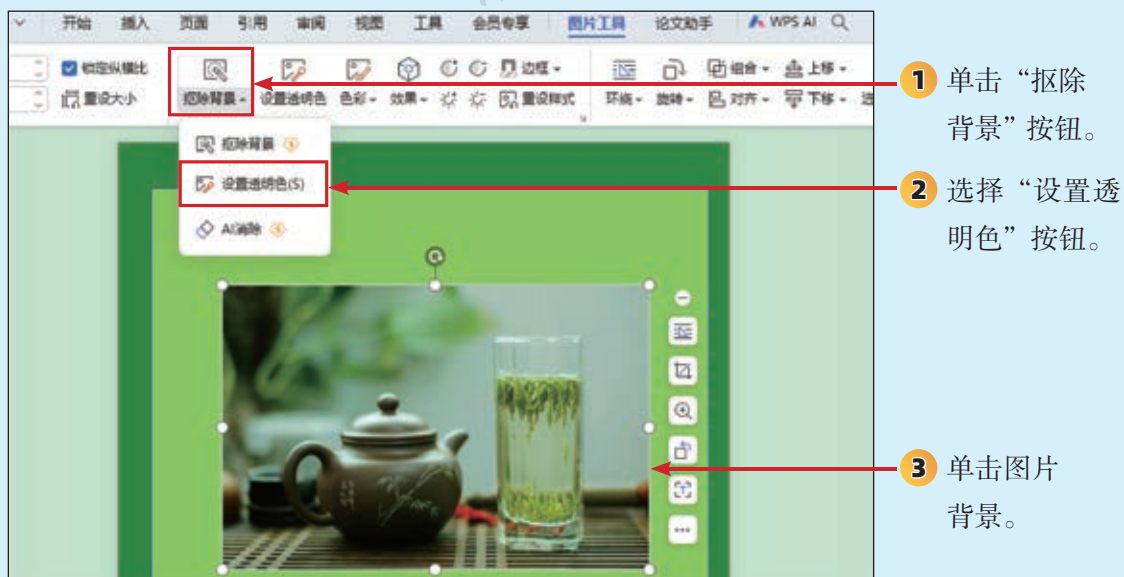 开始 插入 页面 引用 审阅 视图 工具 会员专享 图片工具 论文助手 WPS AI
锁定纵横比 边框 组合 上移
重设大小 抠除背景 设置透明色 色彩 效果 重设样式 环绕 旋转 对齐 下移
抠除背景
设置透明色(S)
AI消除
1 单击“抠除
背景”按钮。
2 选择“设置透
明色”按钮。
3 单击图片
背景。